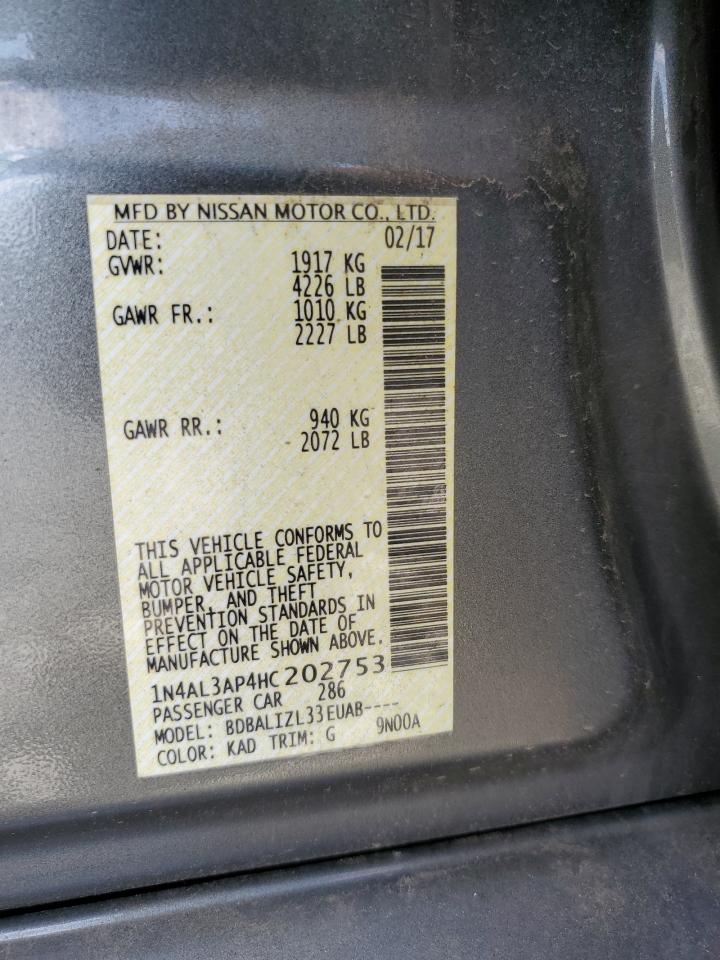 MFD BY NISSAN MOTOR CO., LTD.
DATE: 02/17
GVWR: 1917 KG
4226 LB
GAWR FR.: 1010 KG
2227 LB
GAWR RR.: 940 KG
2072 LB
THIS VEHICLE CONFORMS TO
ALL APPLICABLE FEDERAL
MOTOR VEHICLE SAFETY,
BUMPER, AND THEFT
PREVENTION STANDARDS IN
EFFECT ON THE DATE OF
MANUFACTURE SHOWN ABOVE.
1N4AL3AP4HC202753
PASSENGER CAR 286
MODEL: BDBALIZL33EUAB----
COLOR: KAD TRIM: G 9N00A